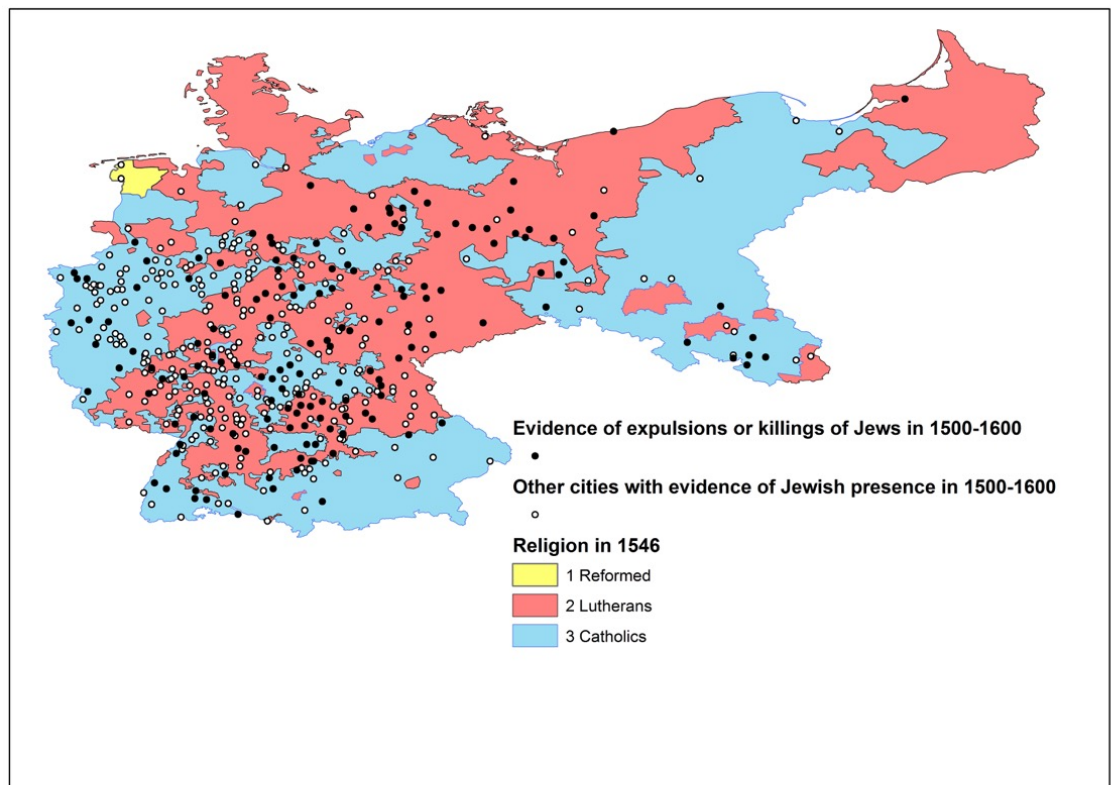 Evidence of expulsions or killings of Jews in 1500-1600
Other cities with evidence of Jewish presence in 1500-1600
Religion in 1546
1 Reformed
2 Lutherans
3 Catholics